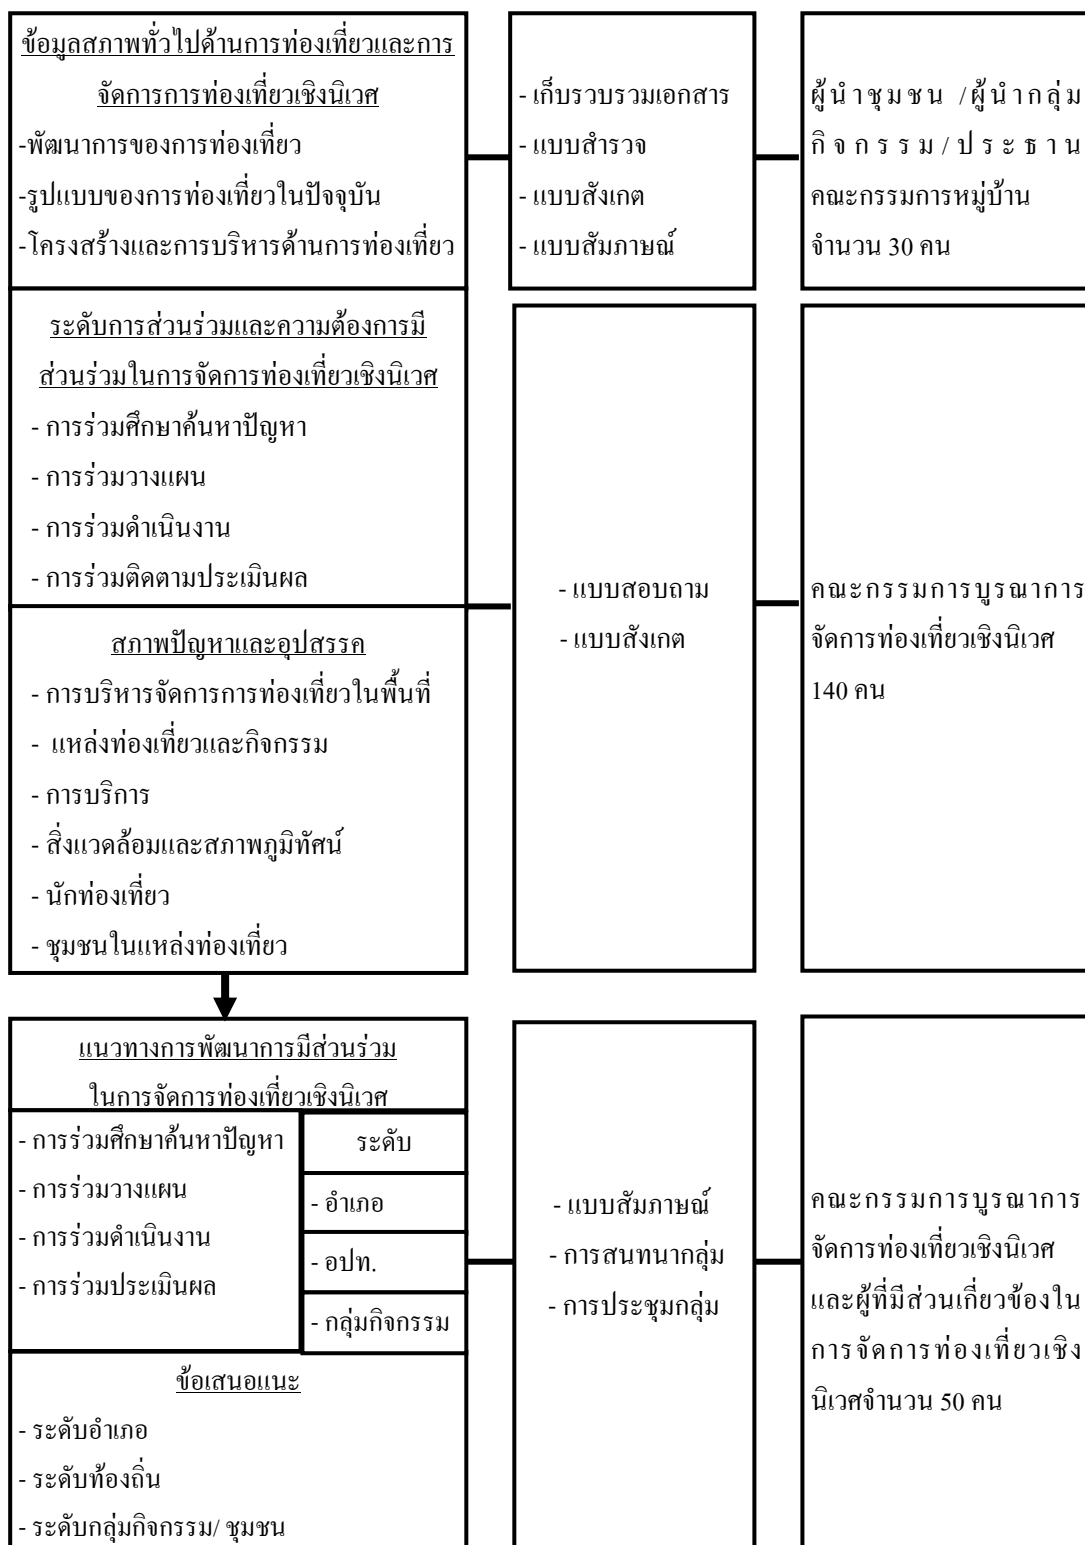 ข้อมูลสภาพทั่วไปด้านการท่องเที่ยวและการ
จัดการการท่องเที่ยวเชิงนิเวศ
-พัฒนาการของการท่องเที่ยว
-รูปแบบของการท่องเที่ยวในปัจจุบัน
-โครงสร้างและการบริหารด้านการท่องเที่ยว
- เก็บรวบรวมเอกสาร
- แบบสำรวจ
- แบบสังเกต
- แบบสัมภาษณ์
ผู้นำชุมชน /ผู้นำกลุ่ม
กิจกรรม/ประธาน
คณะกรรมการหมู่บ้าน
จำนวน 30 คน
ระดับการส่วนร่วมและความต้องการมี
ส่วนร่วมในการจัดการท่องเที่ยวเชิงนิเวศ
- การร่วมศึกษาค้นหาปัญหา
- การร่วมวางแผน
- การร่วมดำเนินงาน
- การร่วมติดตามประเมินผล
สภาพปัญหาและอุปสรรค
- การบริหารจัดการการท่องเที่ยวในพื้นที่
- แหล่งท่องเที่ยวและกิจกรรม
- การบริการ
- สิ่งแวดล้อมและสภาพภูมิทัศน์
- นักท่องเที่ยว
- ชุมชนในแหล่งท่องเที่ยว
- แบบสอบถาม
- แบบสังเกต
คณะกรรมการบูรณาการ
จัดการท่องเที่ยวเชิงนิเวศ
140 คน
แนวทางการพัฒนาการมีส่วนร่วม
ในการจัดการท่องเที่ยวเชิงนิเวศ
- การร่วมศึกษาค้นหาปัญหา
- การร่วมวางแผน
- การร่วมดำเนินงาน
- การร่วมประเมินผล
ระดับ
- อำเภอ
- อปท.
- กลุ่มกิจกรรม
ข้อเสนอแนะ
- ระดับอำเภอ
- ระดับท้องถิ่น
- ระดับกลุ่มกิจกรรม/ ชุมชน
- แบบสัมภาษณ์
- การสนทนากลุ่ม
- การประชุมกลุ่ม
คณะกรรมการบูรณาการ
จัดการท่องเที่ยวเชิงนิเวศ
และผู้ที่มีส่วนเกี่ยวข้องใน
การจัดการท่องเที่ยวเชิง
นิเวศจำนวน 50 คน